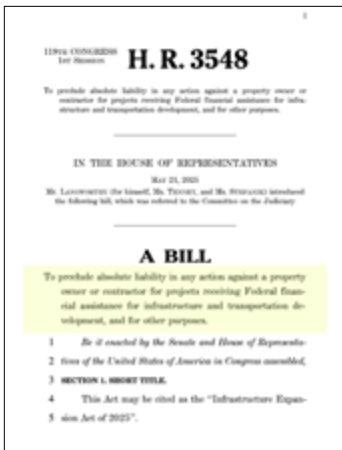 I
119TH CONGRESS
1ST SESSION
H. R. 3548
To preclude absolute liability in any action against a property owner or
contractor for projects receiving Federal financial assistance for infra-
structure and transportation development, and for other purposes.
IN THE HOUSE OF REPRESENTATIVES
MAY 21, 2025
Mr. LANGWORTHY (for himself, Ms. TENNEY, and Ms. STEFANIK) introduced
the following bill; which was referred to the Committee on the Judiciary
A BILL
To preclude absolute liability in any action against a property
owner or contractor for projects receiving Federal finan-
cial assistance for infrastructure and transportation de-
velopment, and for other purposes.
1 Be it enacted by the Senate and House of Representa-
2 tives of the United States of America in Congress assembled,
3 SECTION 1. SHORT TITLE.
4 This Act may be cited as the “Infrastructure Expan-
5 sion Act of 2025”.